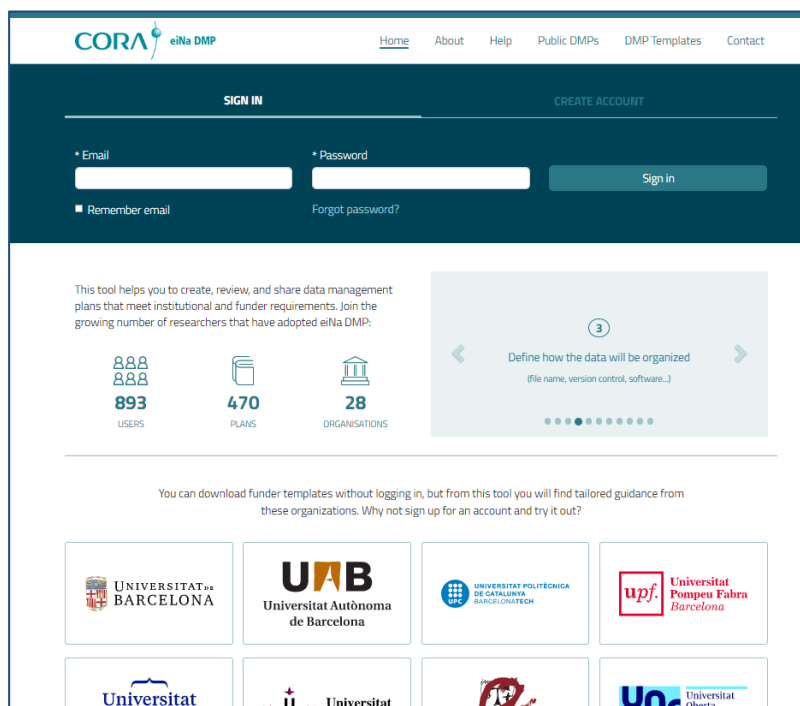 CORA eiNa DMP
Home About Help Public DMPs DMP Templates Contact
SIGN IN CREATE ACCOUNT
* Email * Password
Sign in
Remember email Forgot password?
This tool helps you to create, review, and share data management
plans that meet institutional and funder requirements. Join the
growing number of researchers that have adopted eiNa DMP:
893 470 28
USERS PLANS ORGANISATIONS
3
Define how the data will be organized
(file name, version control, software...)
You can download funder templates without logging in, but from this tool you will find tailored guidance from
these organizations. Why not sign up for an account and try it out?
UNIVERSITAT DE
BARCELONA
UAB
Universitat Autònoma
de Barcelona
UPC
UNIVERSITAT POLITÈCNICA
DE CATALUNYA
BARCELONATECH
upf.
Universitat
Pompeu Fabra
Barcelona
Universitat
Universitat
Universitat
Oberta